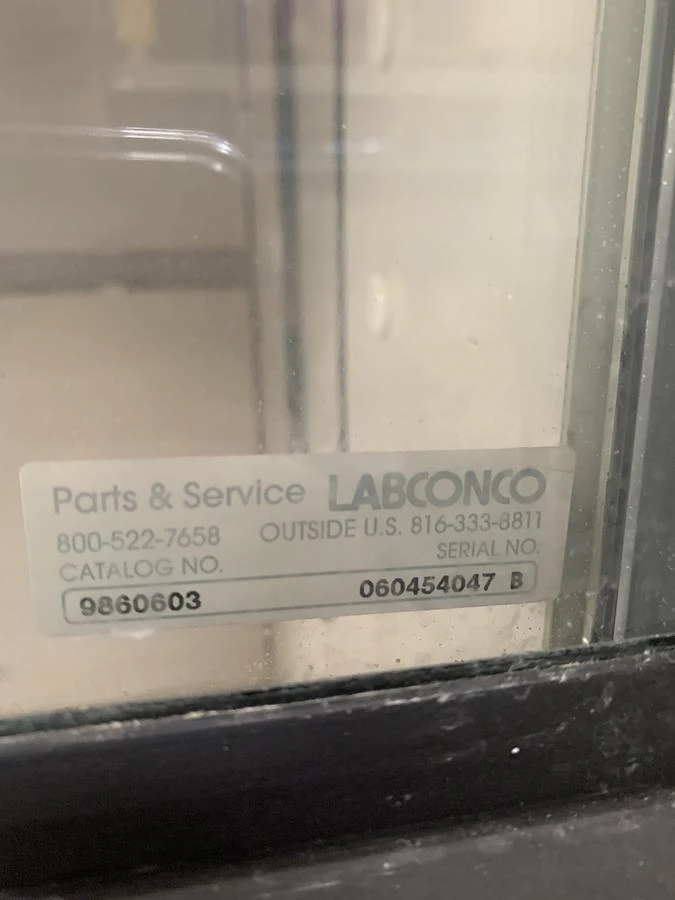 Parts & Service LABCONCO
800-522-7658 OUTSIDE U.S. 816-333-8811
CATALOG NO. SERIAL NO.
9860603 060454047 B